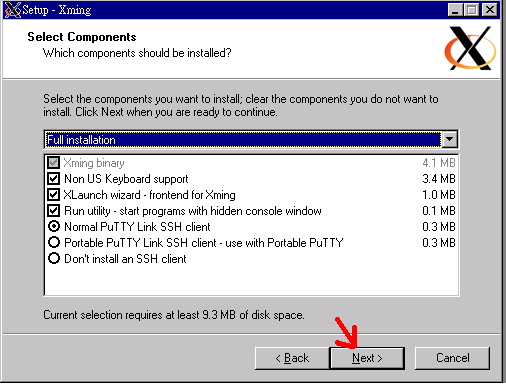 Setup - Xming
Select Components
Which components should be installed?
Select the components you want to install; clear the components you do not want to
install. Click Next when you are ready to continue.
Full installation
Xming binary 4.1 MB
Non US Keyboard support 3.4 MB
XLaunch wizard - frontend for Xming 1.0 MB
Run utility - start programs with hidden console window 0.1 MB
Normal PuTTY Link SSH client 0.3 MB
Portable PuTTY Link SSH client - use with Portable PuTTY 0.3 MB
Don't install an SSH client
Current selection requires at least 9.3 MB of disk space.
< Back Next > Cancel